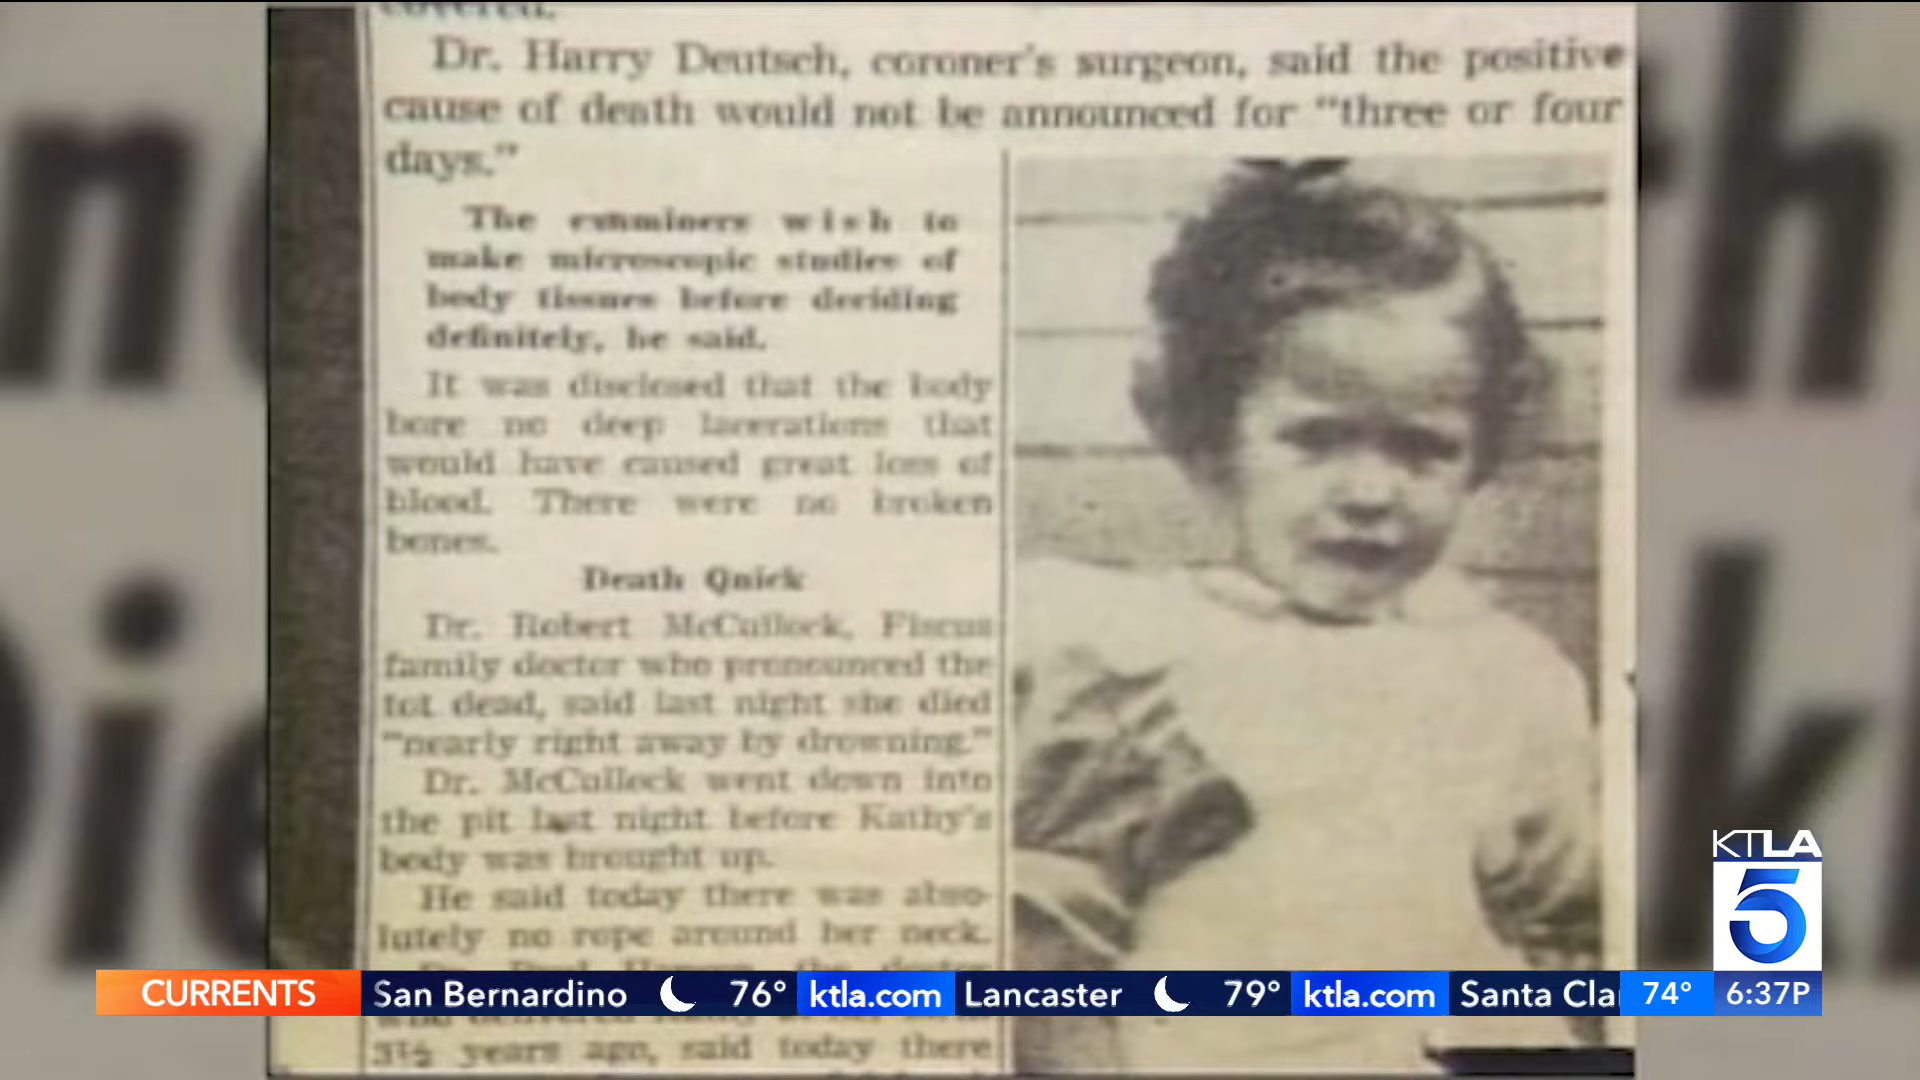 covered.
Dr. Harry Deutsch, coroner's surgeon, said the positive
cause of death would not be announced for "three or four
days."
The examiners wish to
make microscopic studies of
body tissues before deciding
definitely, he said.
It was disclosed that the body
bore no deep lacerations that
would have caused great loss of
blood. There were no broken
bones.
Death Quick
Dr. Robert McCullock, Fiscus
family doctor who pronounced the
tot dead, said last night she died
"nearly right away by drowning."
Dr. McCullock went down into
the pit last night before Kathy's
body was brought up.
He said today there was abso-
lutely no rope around her neck.
3½ years ago, said today there
KTLA
5
CURRENTS San Bernardino 76° ktla.com Lancaster 79° ktla.com Santa Cla 74° 6:37P